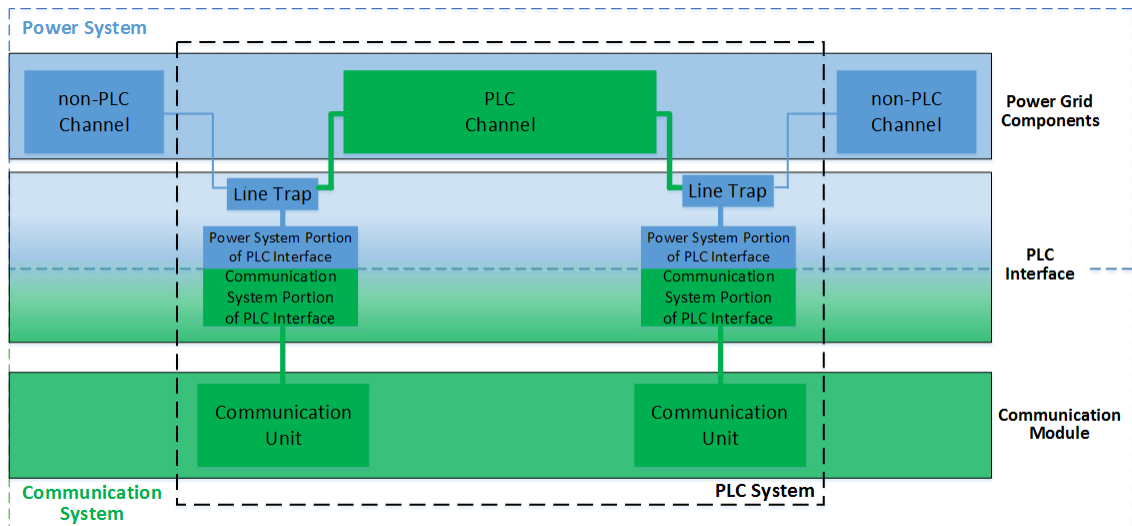 Power System
non-PLC
Channel
PLC
Channel
non-PLC
Channel
Power Grid
Components
Line Trap
Line Trap
Power System Portion
of PLC Interface
Power System Portion
of PLC Interface
PLC
Interface
Communication
System Portion
of PLC Interface
Communication
System Portion
of PLC Interface
Communication
Unit
Communication
Unit
Communication
Module
Communication
System
PLC System